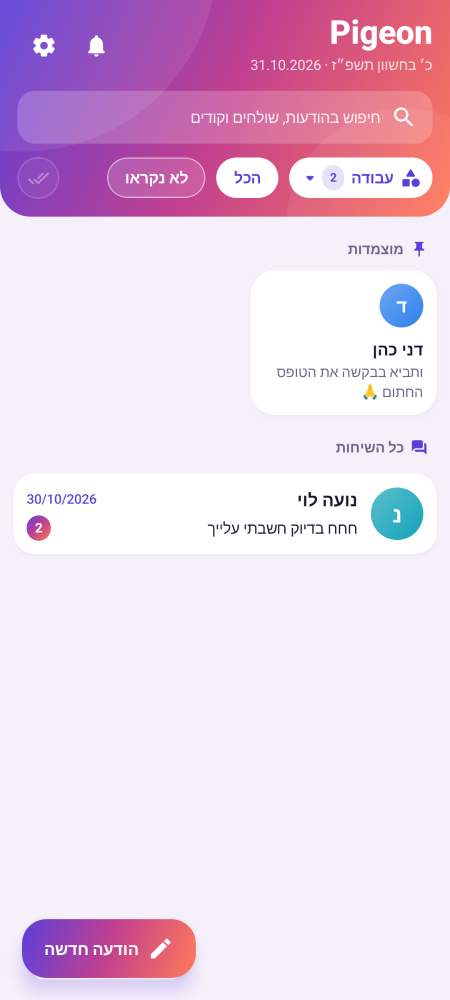 Pigeon
כ׳ בחשוון תשפ״ז · 31.10.2026
חיפוש בהודעות, שולחים וקודים
עבודה 2
הכל
לא נקראו
מוצמדות
ד
דני כהן
ותביא בבקשה את הטופס
החתום 🙏
כל השיחות
נ
נועה לוי
30/10/2026
חחח בדיוק חשבתי עלייך
2
הודעה חדשה